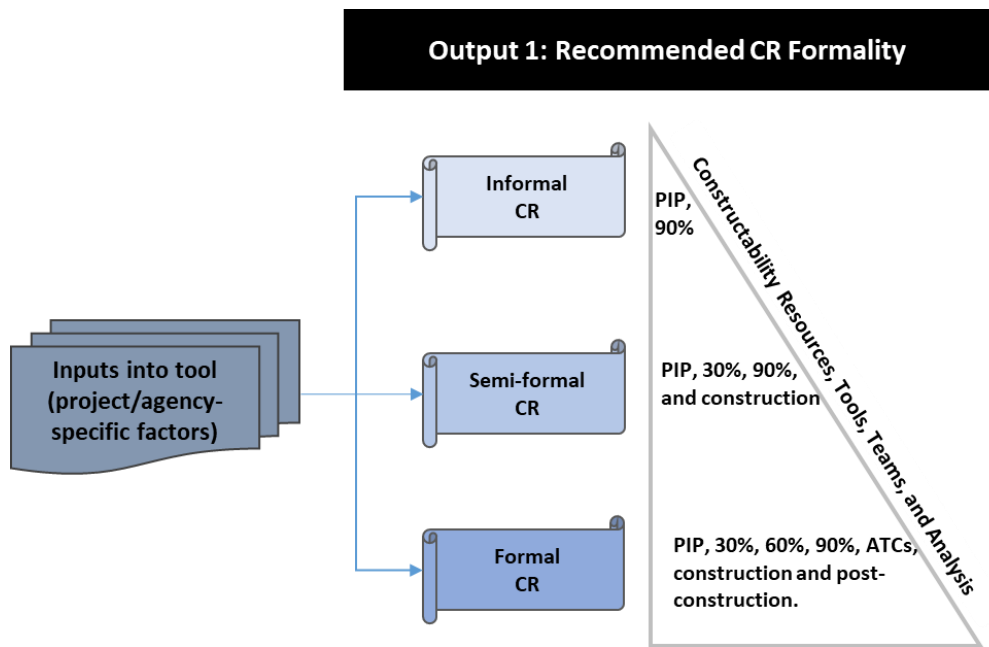 Output 1: Recommended CR Formality
Informal
CR
PIP,
90%
Constructability Resources, Tools, Teams, and Analysis
Inputs into tool
(project/agency-
specific factors)
Semi-formal
CR
PIP, 30%, 90%,
and construction
Formal
CR
PIP, 30%, 60%, 90%, ATCs,
construction and post-
construction.